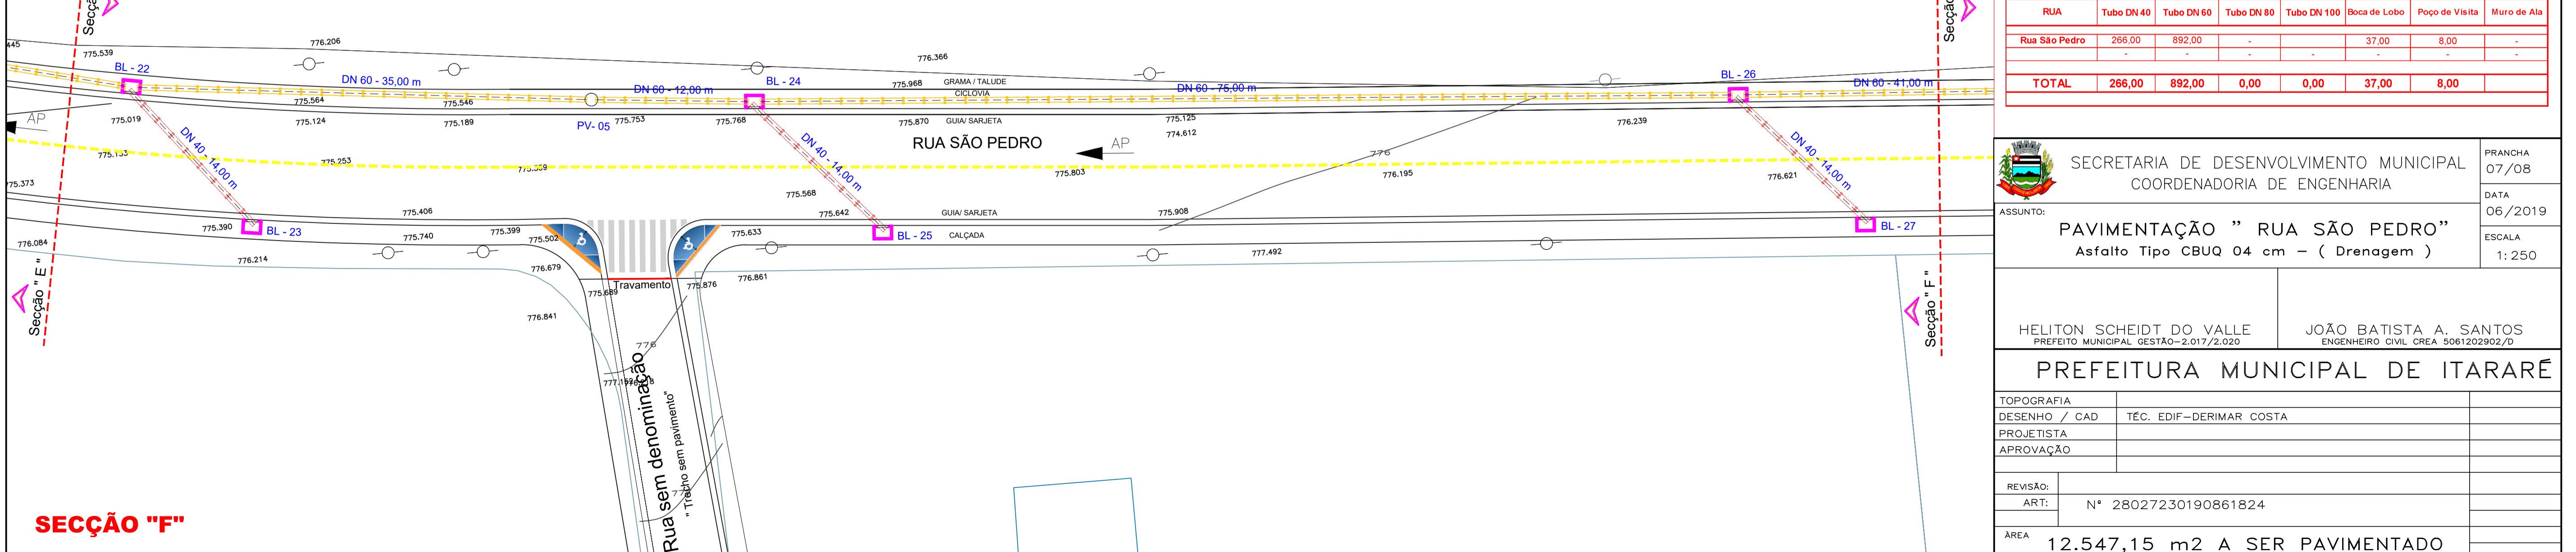 Secçã
445
775.539
776.206
BL - 22
DN 60 - 35,00 m
775.564
775.546
775.019
775.124
775.189
AP
775.253
DN 40 - 14,00 m
775.373
775.406
775.390
BL - 23
775.740
775.399
775.502
776.084
776.214
776.679
776.841
Secção " E "
776.366
BL - 24
DN 60 - 12,00 m
775.968
GRAMA / TALUDE
CICLOVIA
PV- 05
775.753
775.768
775.870
GUIA/ SARJETA
RUA SÃO PEDRO
AP
DN 60 - 75,00 m
775.125
774.612
DN 40 - 14,00 m
775.803
775.568
775.642
GUIA/ SARJETA
775.908
BL - 25
CALÇADA
775.633
776.861
777.492
Travamento
775.689
775.876
776
Rua sem denominação
" Trecho sem pavimento"
BL - 26
DN 60 - 41,00 m
776.239
776
776.195
776.621
DN 40 - 14,00 m
BL - 27
Secção
Secção " F "
SECÇÃO "F"
RUA Tubo DN 40 Tubo DN 60 Tubo DN 80 Tubo DN 100 Boca de Lobo Poço de Visita Muro de Ala
Rua São Pedro 266,00 892,00 - 37,00 8,00 -
- - - - - - -
TOTAL 266,00 892,00 0,00 0,00 37,00 8,00
SECRETARIA DE DESENVOLVIMENTO MUNICIPAL
COORDENADORIA DE ENGENHARIA
PRANCHA
07/08
DATA
06/2019
ESCALA
1:250
ASSUNTO:
PAVIMENTAÇÃO " RUA SÃO PEDRO"
Asfalto Tipo CBUQ 04 cm - ( Drenagem )
HELITON SCHEIDT DO VALLE
PREFEITO MUNICIPAL GESTÃO-2.017/2.020
JOÃO BATISTA A. SANTOS
ENGENHEIRO CIVIL CREA 5061202902/D
PREFEITURA MUNICIPAL DE ITARARÉ
TOPOGRAFIA
DESENHO / CAD TÉC. EDIF-DERIMAR COSTA
PROJETISTA
APROVAÇÃO
REVISÃO:
ART: N° 28027230190861824
ÀREA 12.547,15 m2 A SER PAVIMENTADO